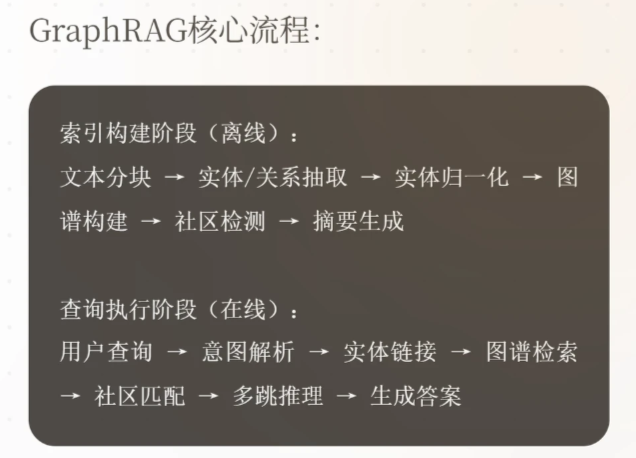 GraphRAG核心流程：
索引构建阶段（离线）：
文本分块 → 实体/关系抽取 → 实体归一化 → 图
谱构建 → 社区检测 → 摘要生成
查询执行阶段（在线）：
用户查询 → 意图解析 → 实体链接 → 图谱检索
→ 社区匹配 → 多跳推理 → 生成答案